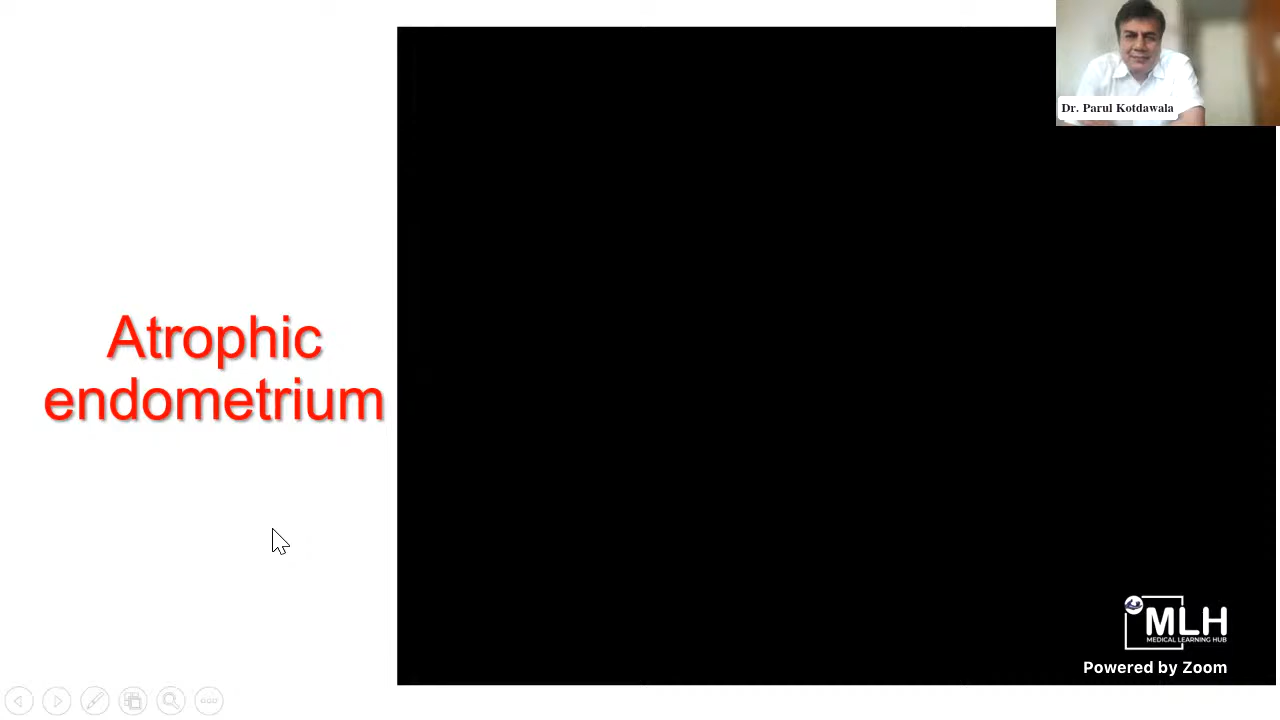 Dr. Parul Kotdawala
Atrophic
endometrium
MLH
MEDICAL LEARNING HUB
Powered by Zoom